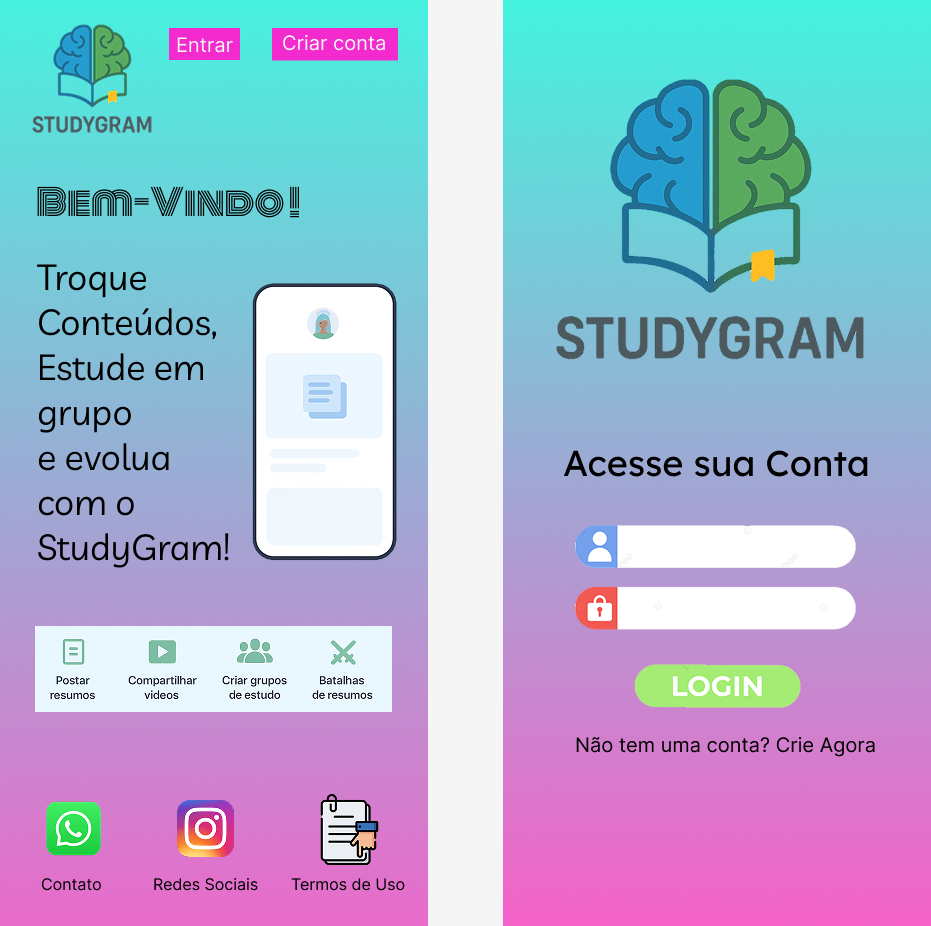 STUDYGRAM
Entrar
Criar conta
Bem-Vindo!
Troque
Conteúdos,
Estude em
grupo
e evolua
com o
StudyGram!
Postar
resumos
Compartilhar
videos
Criar grupos
de estudo
Batalhas
de resumos
Contato
Redes Sociais
Termos de Uso
STUDYGRAM
Acesse sua Conta
LOGIN
Não tem uma conta? Crie Agora